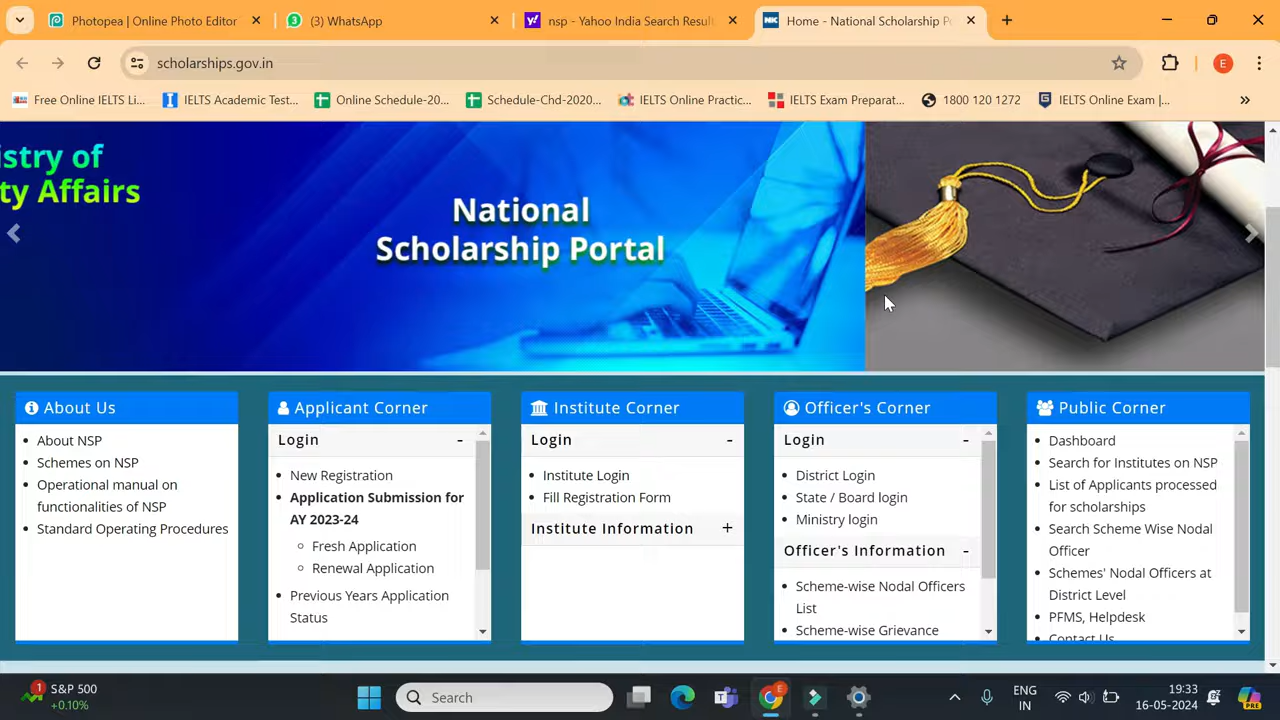 Photopea | Online Photo Editor
(3) WhatsApp
nsp - Yahoo India Search Result
Home - National Scholarship Po
scholarships.gov.in
E
Free Online IELTS Li...
IELTS Academic Test...
Online Schedule-20...
Schedule-Chd-2020...
IELTS Online Practic...
IELTS Exam Preparat...
1800 120 1272
IELTS Online Exam |...
istry of
ty Affairs
National
Scholarship Portal
About Us
About NSP
Schemes on NSP
Operational manual on
functionalities of NSP
Standard Operating Procedures
Applicant Corner
Login -
New Registration
Application Submission for
AY 2023-24
Fresh Application
Renewal Application
Previous Years Application
Status
Institute Corner
Login -
Institute Login
Fill Registration Form
Institute Information +
Officer's Corner
Login -
District Login
State / Board login
Ministry login
Officer's Information -
Scheme-wise Nodal Officers
List
Scheme-wise Grievance
Public Corner
Dashboard
Search for Institutes on NSP
List of Applicants processed
for scholarships
Search Scheme Wise Nodal
Officer
Schemes' Nodal Officers at
District Level
PFMS, Helpdesk
Contact Us
1
S&P 500
+0.10%
Search
ENG
IN
19:33
16-05-2024
PRE